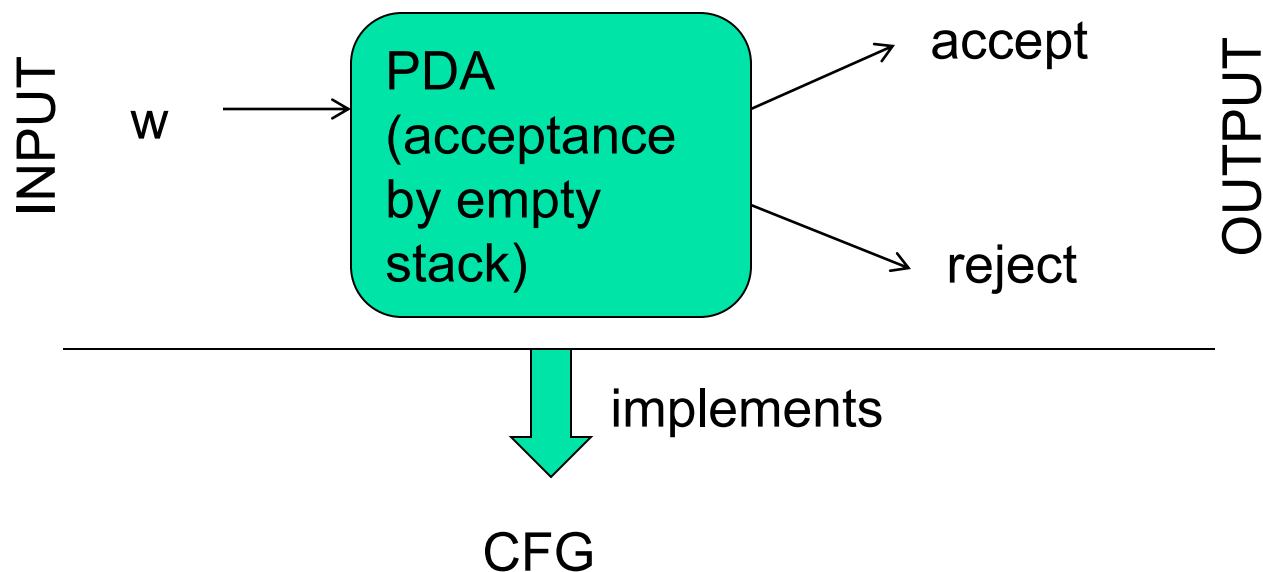 INPUT
w
PDA
(acceptance
by empty
stack)
accept
reject
OUTPUT
implements
CFG